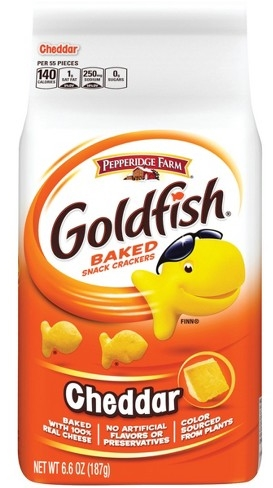 Cheddar
PER 55 PIECES
140
CALORIES
1g
SAT FAT
250mg
SODIUM
0g
SUGARS
PEPPERIDGE FARM
Goldfish®
BAKED
SNACK CRACKERS
FINN®
Cheddar
BAKED
WITH 100%
REAL CHEESE
NO ARTIFICIAL
FLAVORS OR
PRESERVATIVES
COLOR
SOURCED
FROM PLANTS
NET WT 6.6 OZ (187g)